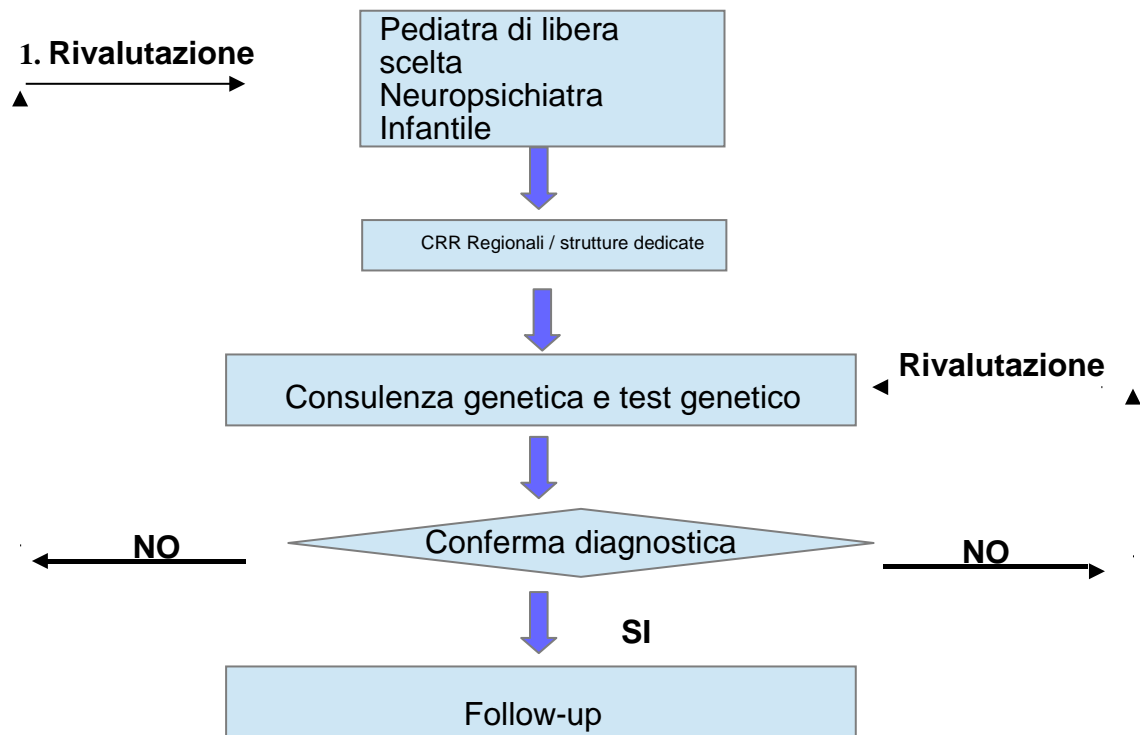 Pediatra di libera
scelta
Neuropsichiatra
Infantile
1. Rivalutazione
CRR Regionali / strutture dedicate
Rivalutazione
Consulenza genetica e test genetico
NO
Conferma diagnostica
NO
SI
Follow-up